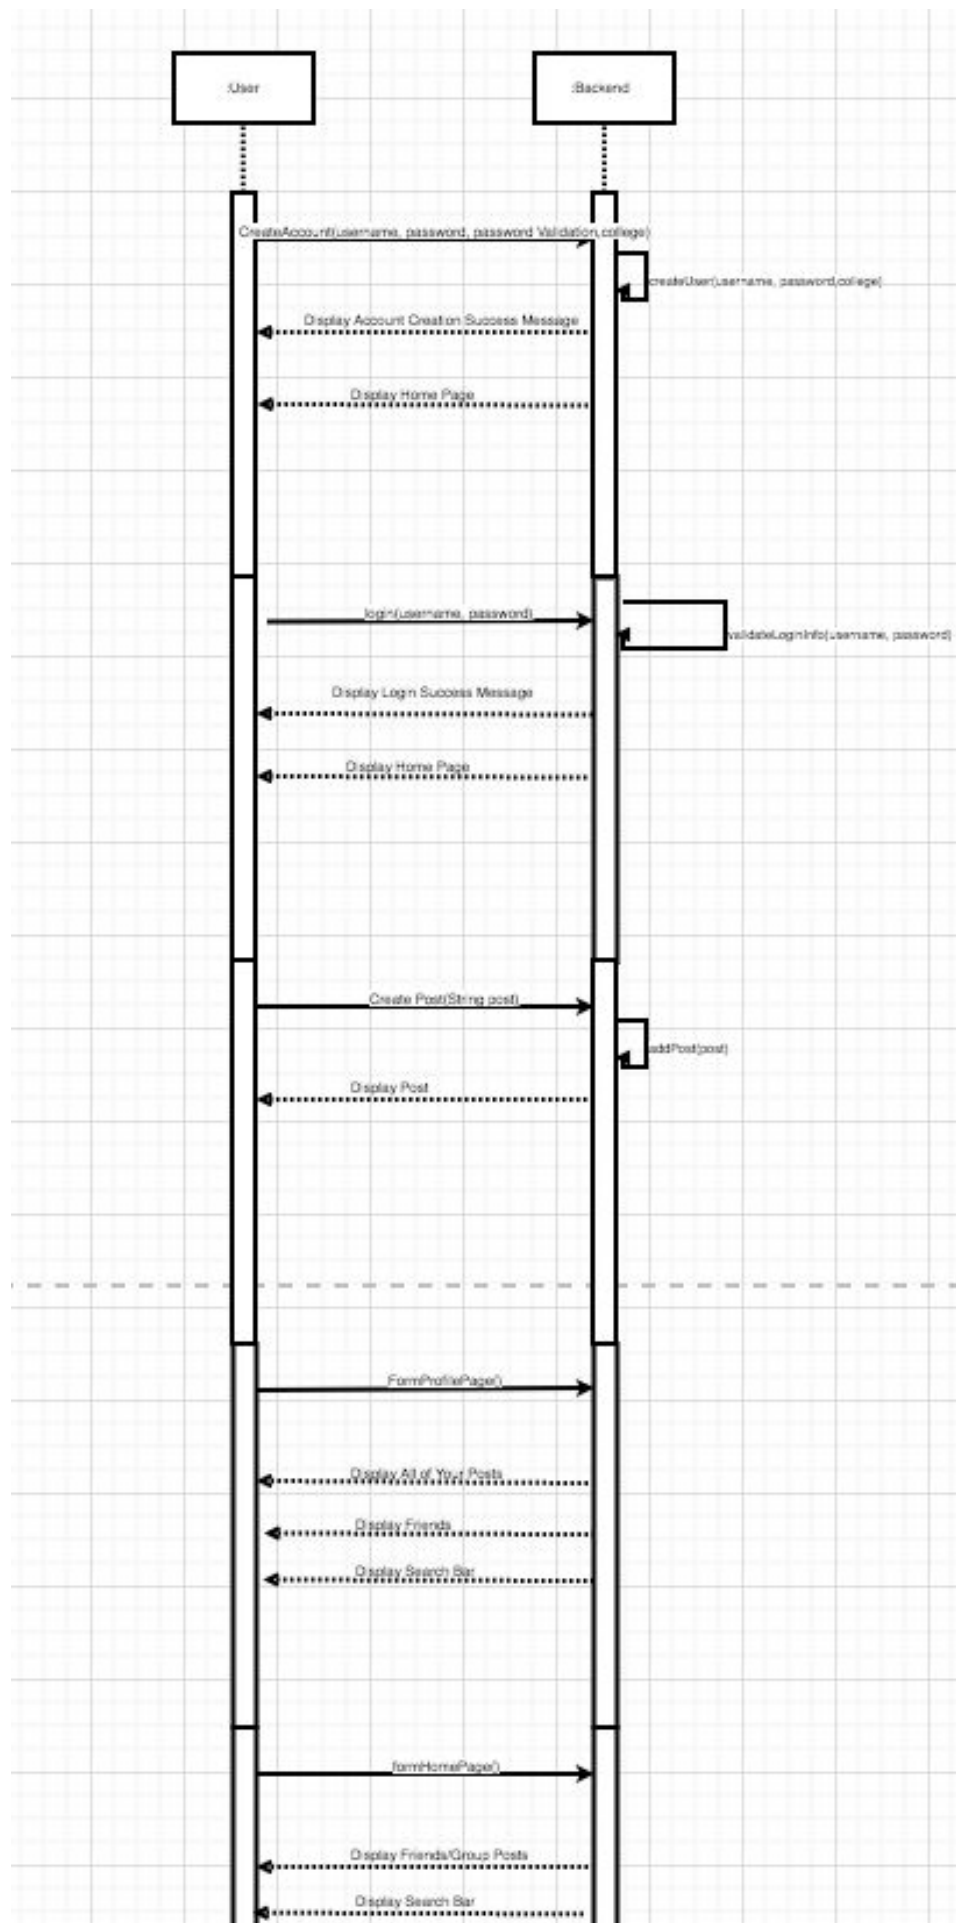 :User
:Backend
CreateAccount(username, password, password Validation,college)
createUser(username, password,college)
Display Account Creation Success Message
Display Home Page
login(username, password)
validateLoginInfo(username, password)
Display Login Success Message
Display Home Page
Create Post(String post)
addPost(post)
Display Post
FormProfilePage()
Display All of Your Posts
Display Friends
Display Search Bar
formHomePage()
Display Friends/Group Posts
Display Search Bar